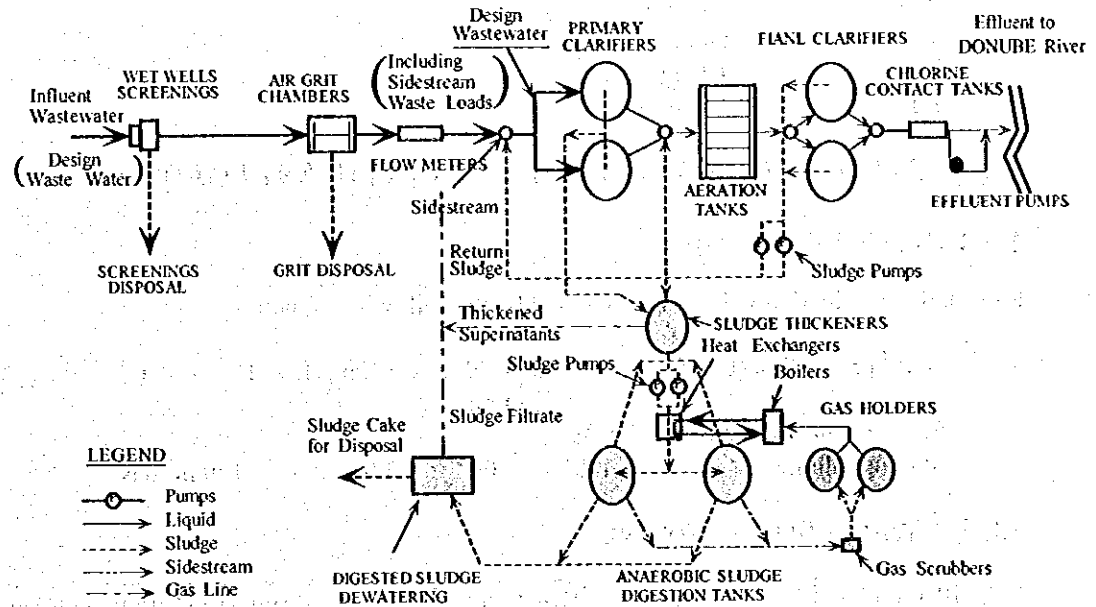 Design
Wastewater
PRIMARY
CLARIFIERS
FIANL CLARIFIERS
Effluent to
DONUBE River
WET WELLS
SCREENINGS
AIR GRIT
CHAMBERS
(Including
Sidestream
Waste Loads)
CHLORINE
CONTACT TANKS
Influent
Wastewater
(Design
Waste Water)
FLOW METERS
Sidestream
AERATION
TANKS
EFFLUENT PUMPS
SCREENINGS
DISPOSAL
GRIT DISPOSAL
Return
Sludge
Sludge Pumps
Thickened
Supernatants
SLUDGE THICKENERS
Heat Exchangers
Sludge Pumps
Boilers
GAS HOLDERS
Sludge Cake
for Disposal
Sludge Filtrate
LEGEND
Pumps
Liquid
Sludge
Sidestream
Gas Line
DIGESTED SLUDGE
DEWATERING
ANAEROBIC SLUDGE
DIGESTION TANKS
Gas Scrubbers